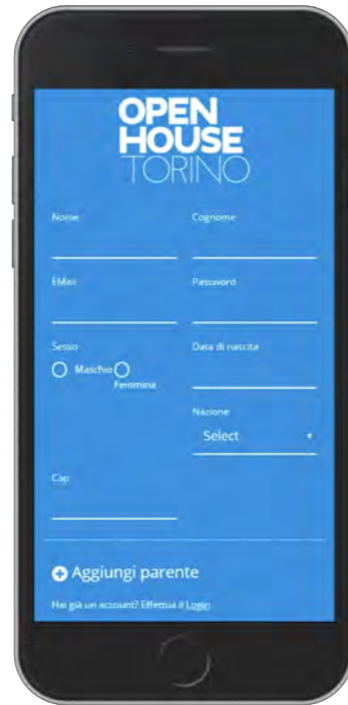 OPEN
HOUSE
TORINO
Nome Cognome
EMail Password
Sesso Data di nascita
Maschio
Femmina
Nazione
Select
Cap
Aggiungi parente
Hai già un account? Effettua il Login